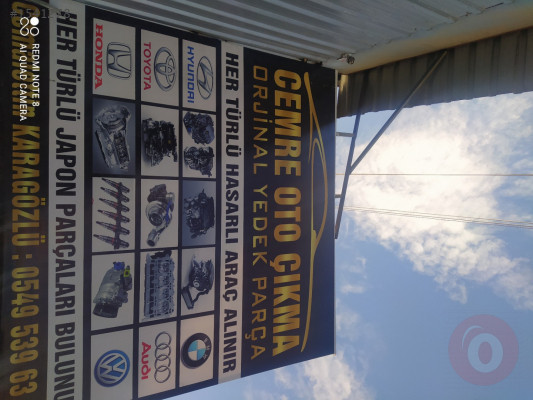 CEMRE OTO ÇIKMA
ORJİNAL YEDEK PARÇA
HER TÜRLÜ HASARLI ARAÇ ALINIR
HYUNDAI
TOYOTA
HONDA
Audi
HER TÜRLÜ JAPON PARÇALARI BULUNU
KARAGÖZLÜ : 0549 539 63
REDMI NOTE 8
AI QUAD CAMERA